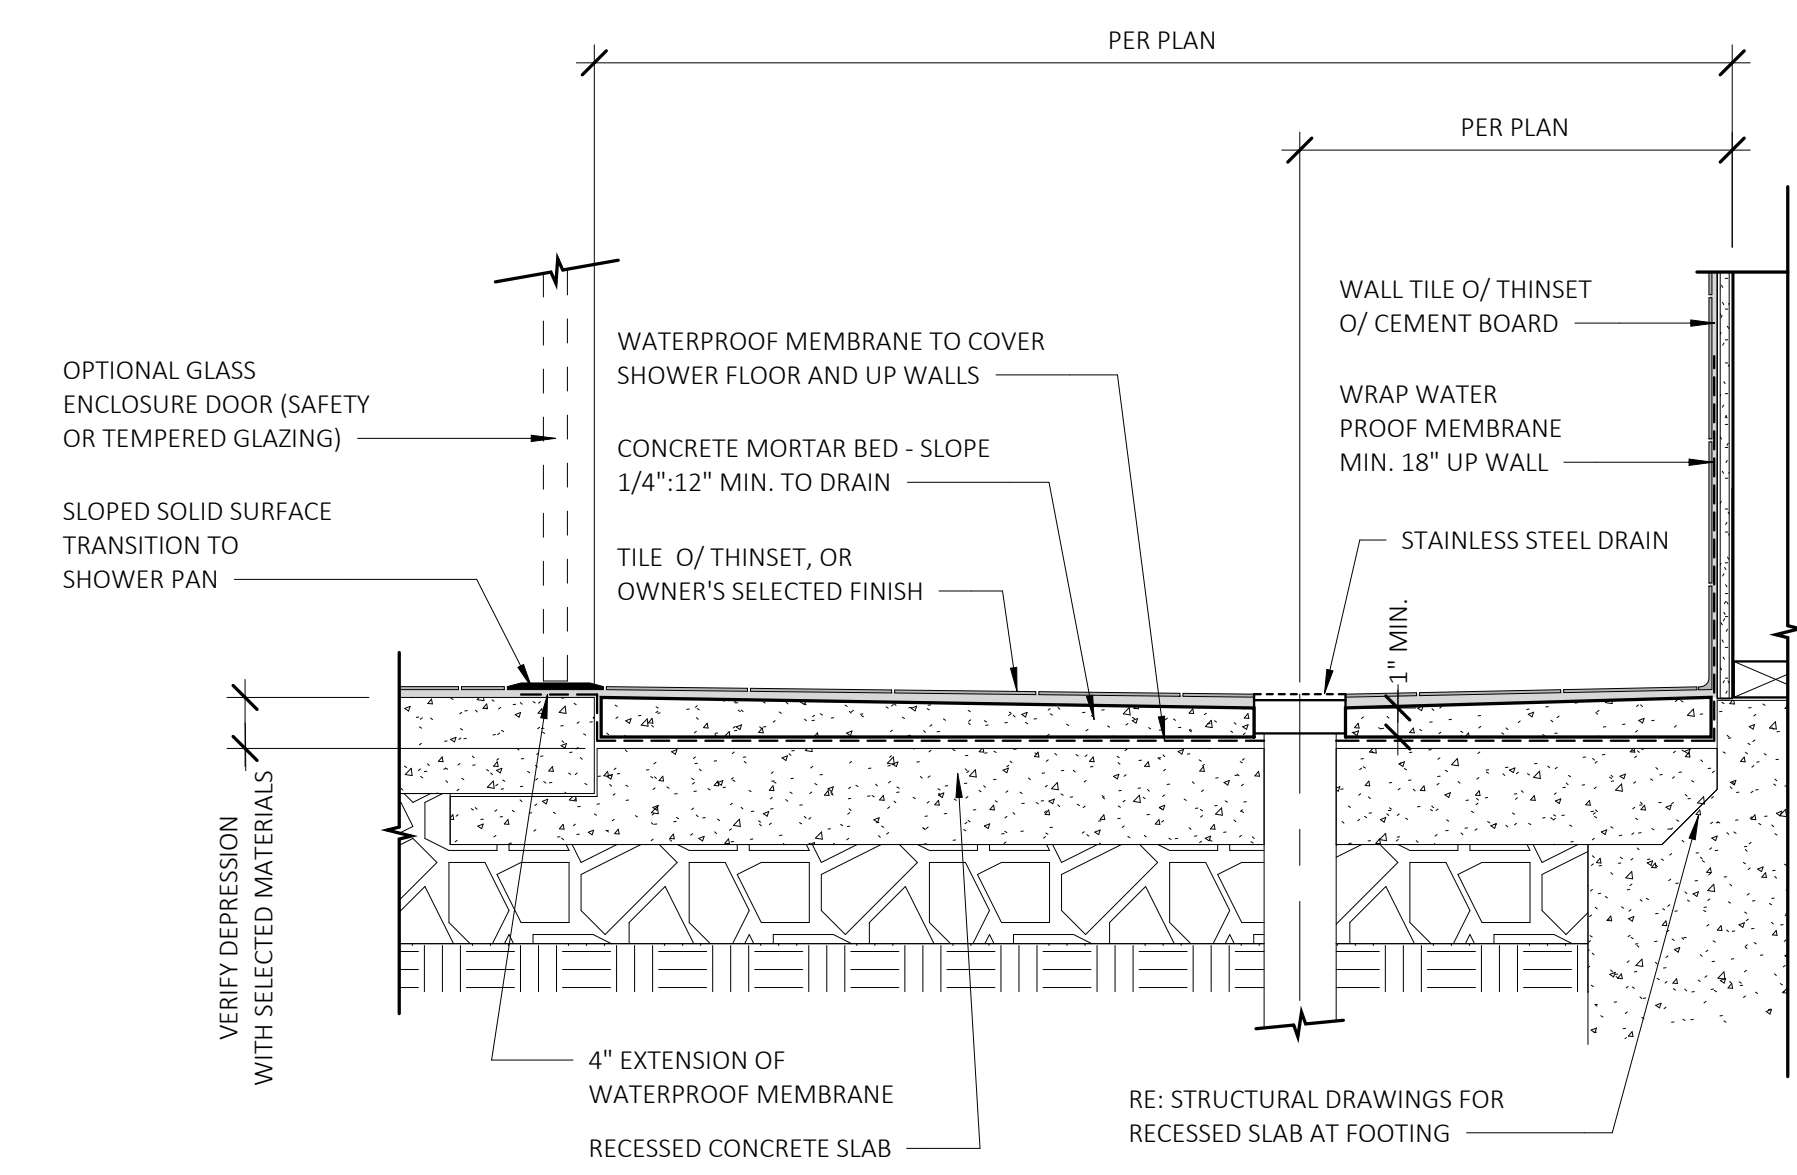 PER PLAN
PER PLAN
WALL TILE O/ THINSET
O/ CEMENT BOARD
WATERPROOF MEMBRANE TO COVER
SHOWER FLOOR AND UP WALLS
OPTIONAL GLASS
ENCLOSURE DOOR (SAFETY
OR TEMPERED GLAZING)
WRAP WATER
PROOF MEMBRANE
MIN. 18" UP WALL
CONCRETE MORTAR BED - SLOPE
1/4":12" MIN. TO DRAIN
SLOPED SOLID SURFACE
TRANSITION TO
SHOWER PAN
STAINLESS STEEL DRAIN
TILE O/ THINSET, OR
OWNER'S SELECTED FINISH
1" MIN.
VERIFY DEPRESSION
WITH SELECTED MATERIALS
4" EXTENSION OF
WATERPROOF MEMBRANE
RECESSED CONCRETE SLAB
RE: STRUCTURAL DRAWINGS FOR
RECESSED SLAB AT FOOTING